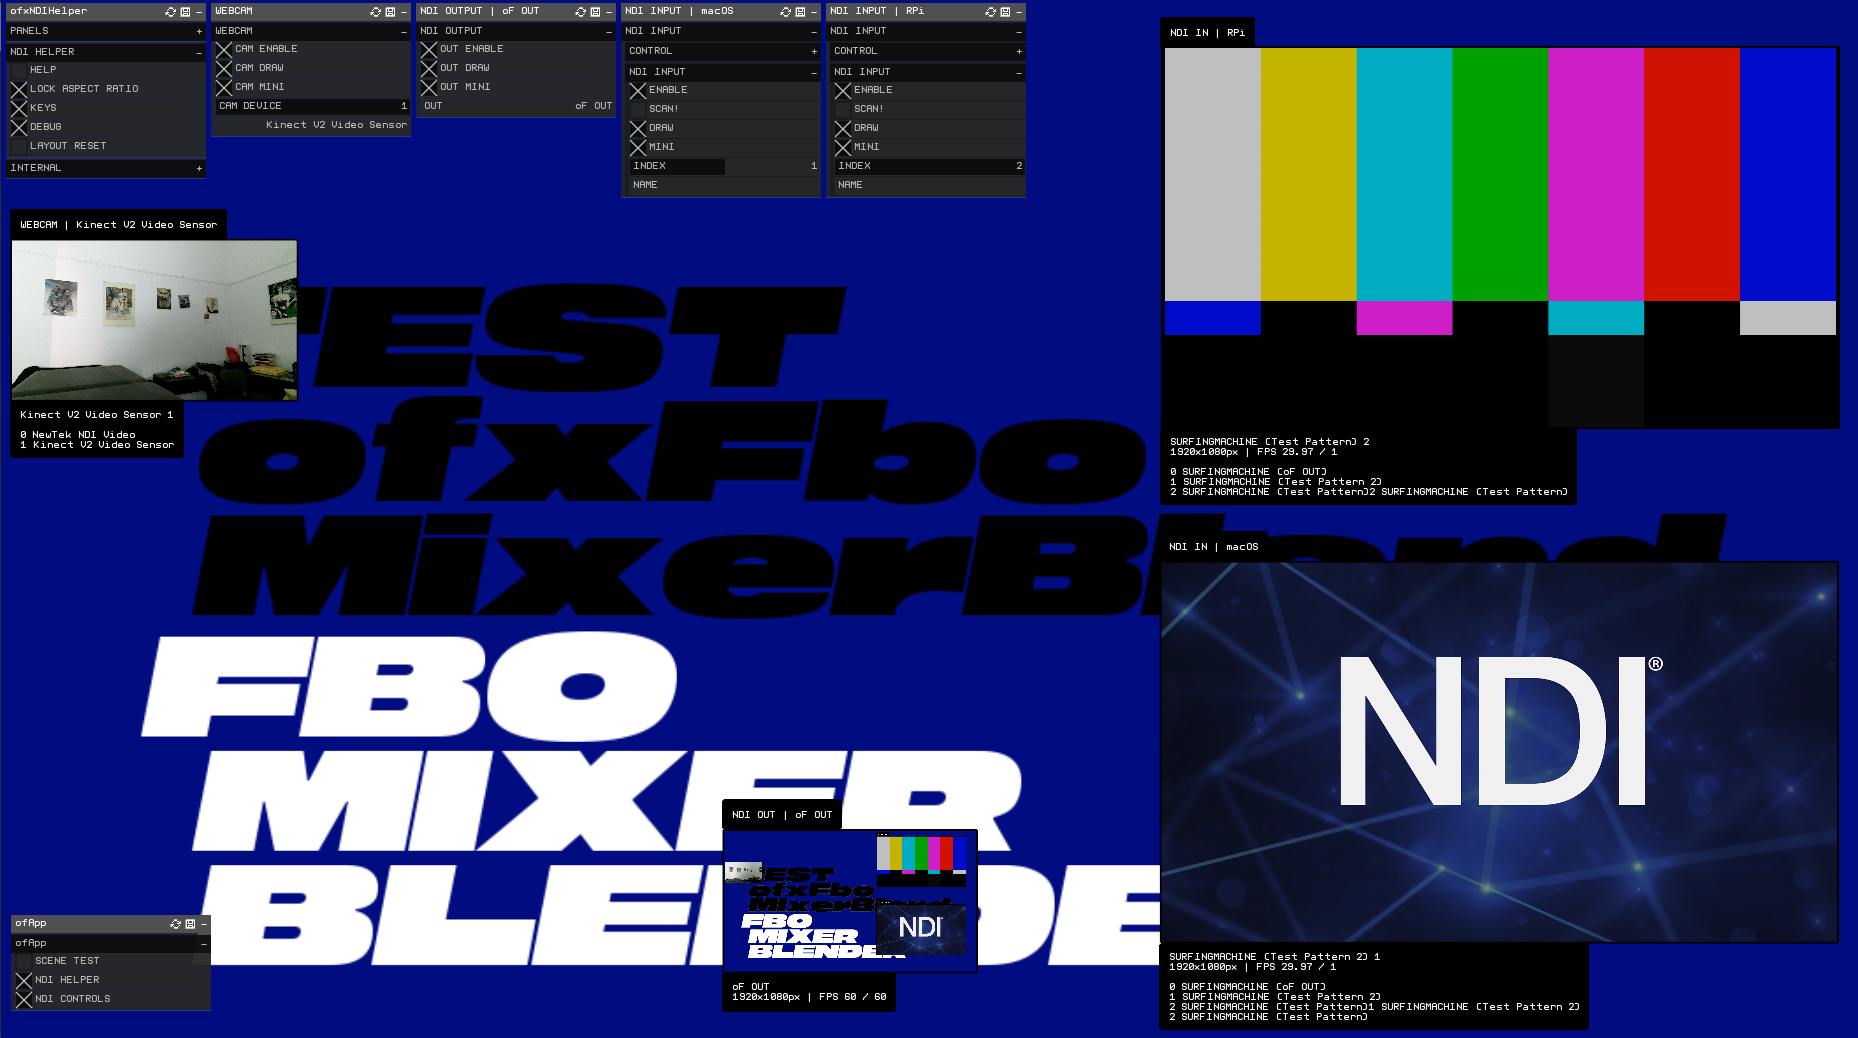 ofxNDIHelper
PANELS +
NDI HELPER -
HELP
LOCK ASPECT RATIO
KEYS
DEBUG
LAYOUT RESET
INTERNAL +
WEBCAM
WEBCAM -
CAM ENABLE
CAM DRAW
CAM MINI
CAM DEVICE 1
Kinect V2 Video Sensor
NDI OUTPUT | oF OUT
NDI OUTPUT -
OUT ENABLE
OUT DRAW
OUT MINI
OUT oF OUT
NDI INPUT | macOS
NDI INPUT -
CONTROL +
NDI INPUT -
ENABLE
SCAN!
DRAW
MINI
INDEX 1
NAME
NDI INPUT | RPi
NDI INPUT -
CONTROL +
NDI INPUT -
ENABLE
SCAN!
DRAW
MINI
INDEX 2
NAME
NDI IN | RPi
SURFINGMACHINE (Test Pattern) 2
1920x1080px | FPS 29.97 / 1
0 SURFINGMACHINE (oF OUT)
1 SURFINGMACHINE (Test Pattern 2)
2 SURFINGMACHINE (Test Pattern)2 SURFINGMACHINE (Test Pattern)
WEBCAM | Kinect V2 Video Sensor
Kinect V2 Video Sensor 1
0 NewTek NDI Video
1 Kinect V2 Video Sensor
TEST
ofxFbo
MixerBlend
FBO
MIXER
BLENDE
NDI IN | macOS
NDI®
SURFINGMACHINE (Test Pattern 2) 1
1920x1080px | FPS 29.97 / 1
0 SURFINGMACHINE (oF OUT)
1 SURFINGMACHINE (Test Pattern 2)
2 SURFINGMACHINE (Test Pattern)1 SURFINGMACHINE (Test Pattern 2)
2 SURFINGMACHINE (Test Pattern)
NDI OUT | oF OUT
EST
ofxFbo
MixerBlend
FBO
MIXER
BLENDER
NDI
oF OUT
1920x1080px | FPS 60 / 60
ofApp
ofApp -
SCENE TEST
NDI HELPER
NDI CONTROLS